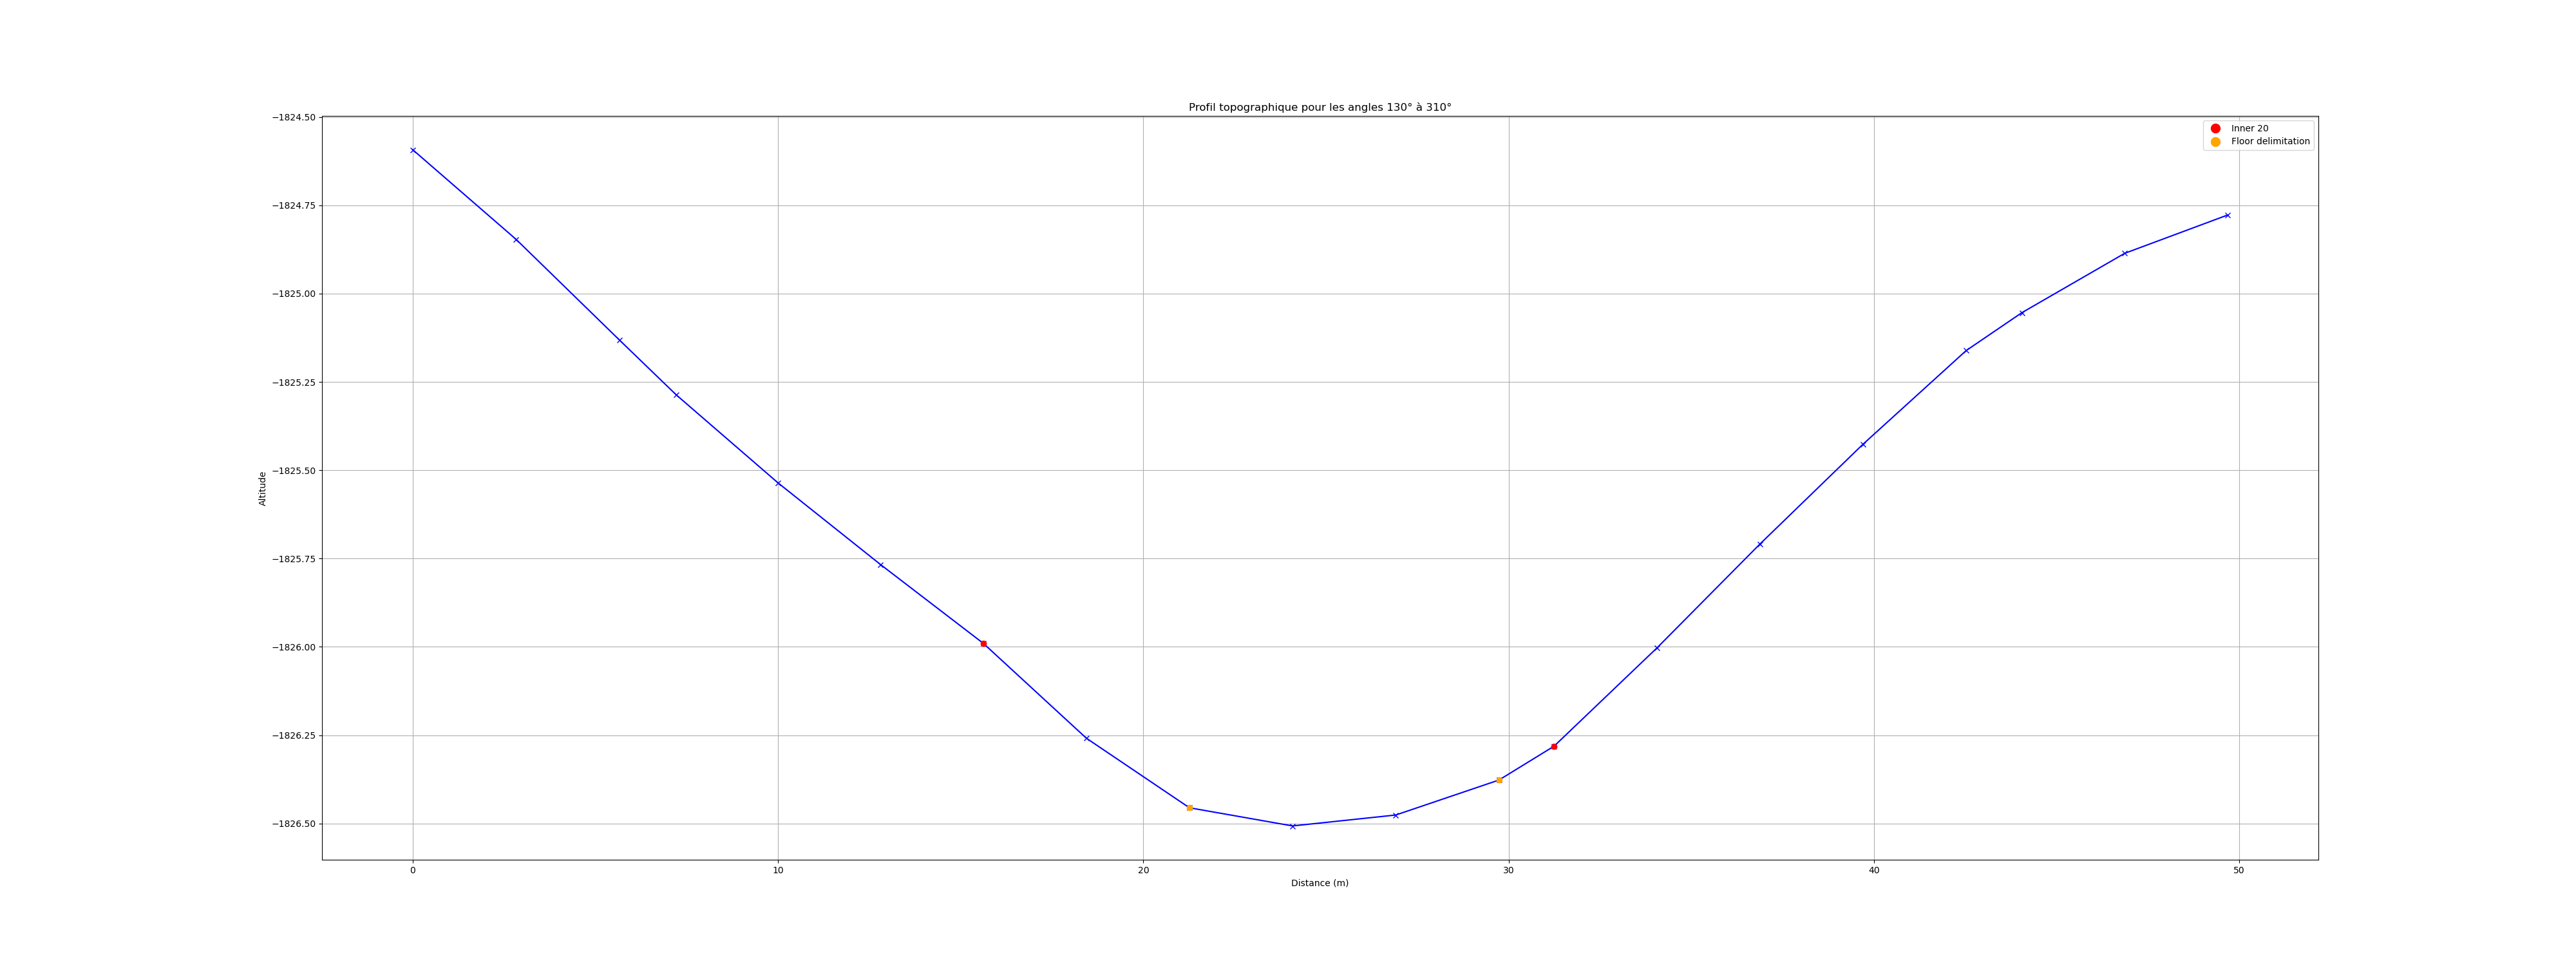 Profil topographique pour les angles 130° à 310°
Inner 20
Floor delimitation
−1824.50
−1824.75
−1825.00
−1825.25
−1825.50
−1825.75
−1826.00
−1826.25
−1826.50
Altitude
0 10 20 30 40 50
Distance (m)